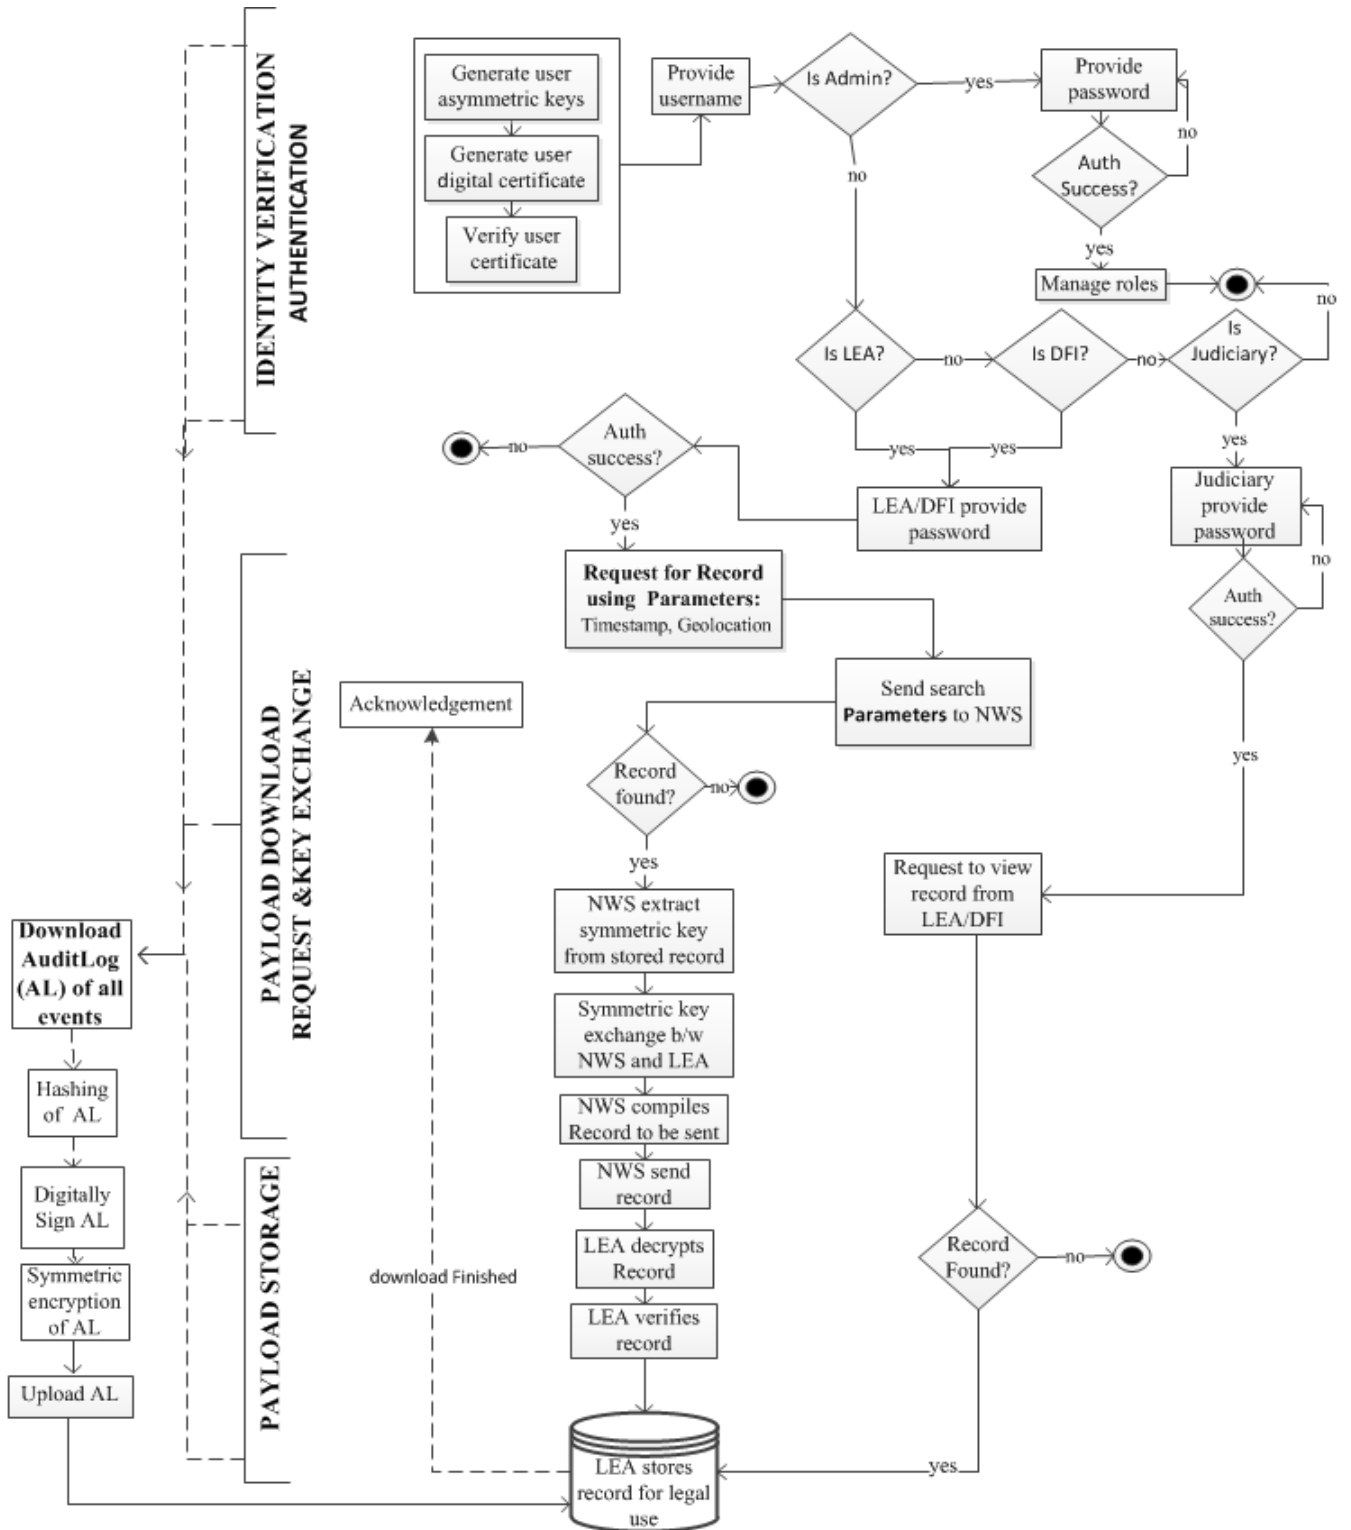 IDENTITY VERIFICATION
AUTHENTICATION
Generate user
asymmetric keys
Generate user
digital certificate
Verify user
certificate
Provide
username
Is Admin?
yes
Provide
password
no
Auth
Success?
yes
Manage roles
no
no
Is LEA?
no
Is DFI?
no
Is
Judiciary?
yes
yes
yes
Auth
success?
no
yes
LEA/DFI provide
password
Judiciary
provide
password
no
Auth
success?
yes
Request for Record
using Parameters:
Timestamp, Geolocation
Send search
Parameters to NWS
PAYLOAD DOWNLOAD
REQUEST &KEY EXCHANGE
Acknowledgement
Record
found?
no
yes
Request to view
record from
LEA/DFI
NWS extract
symmetric key
from stored record
Symmetric key
exchange b/w
NWS and LEA
NWS compiles
Record to be sent
NWS send
record
LEA decrypts
Record
LEA verifies
record
Record
Found?
no
yes
Download
AuditLog
(AL) of all
events
Hashing
of AL
Digitally
Sign AL
Symmetric
encryption
of AL
Upload AL
PAYLOAD STORAGE
download Finished
LEA stores
record for legal
use